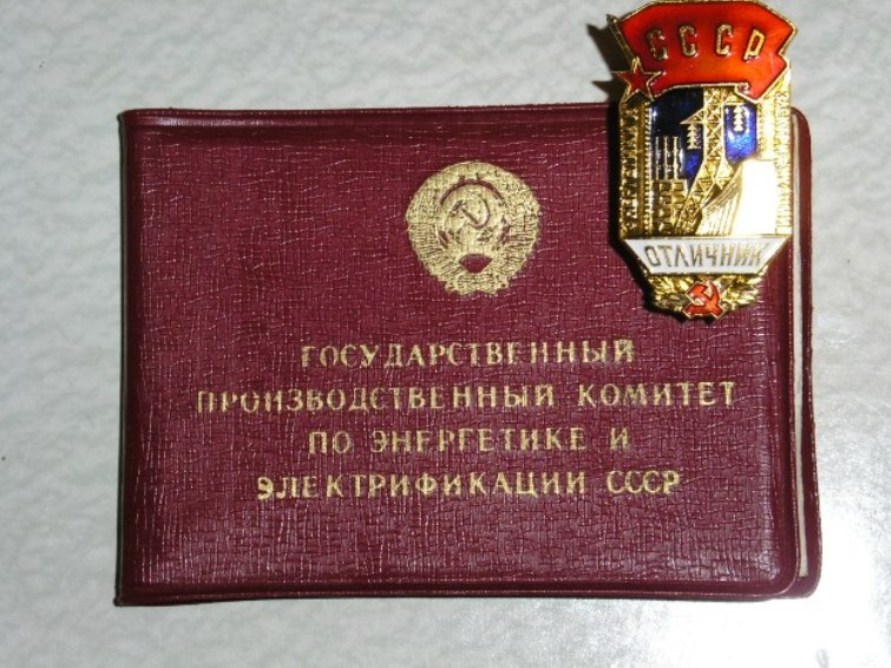 СССР
ОТЛИЧНИК
ГОСУДАРСТВЕННЫЙ
ПРОИЗВОДСТВЕННЫЙ КОМИТЕТ
ПО ЭНЕРГЕТИКЕ И
ЭЛЕКТРИФИКАЦИИ СССР